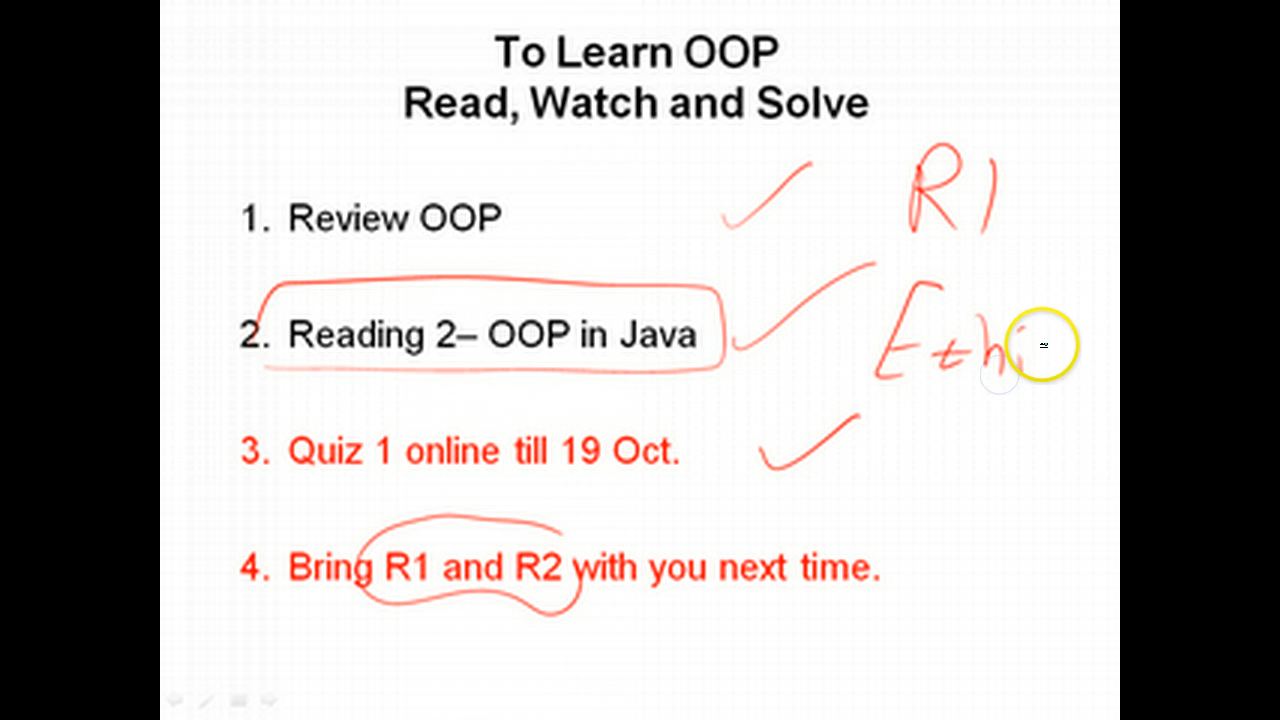 To Learn OOP
Read, Watch and Solve
R1
1. Review OOP
2. Reading 2– OOP in Java
Ethi
3. Quiz 1 online till 19 Oct.
4. Bring R1 and R2 with you next time.